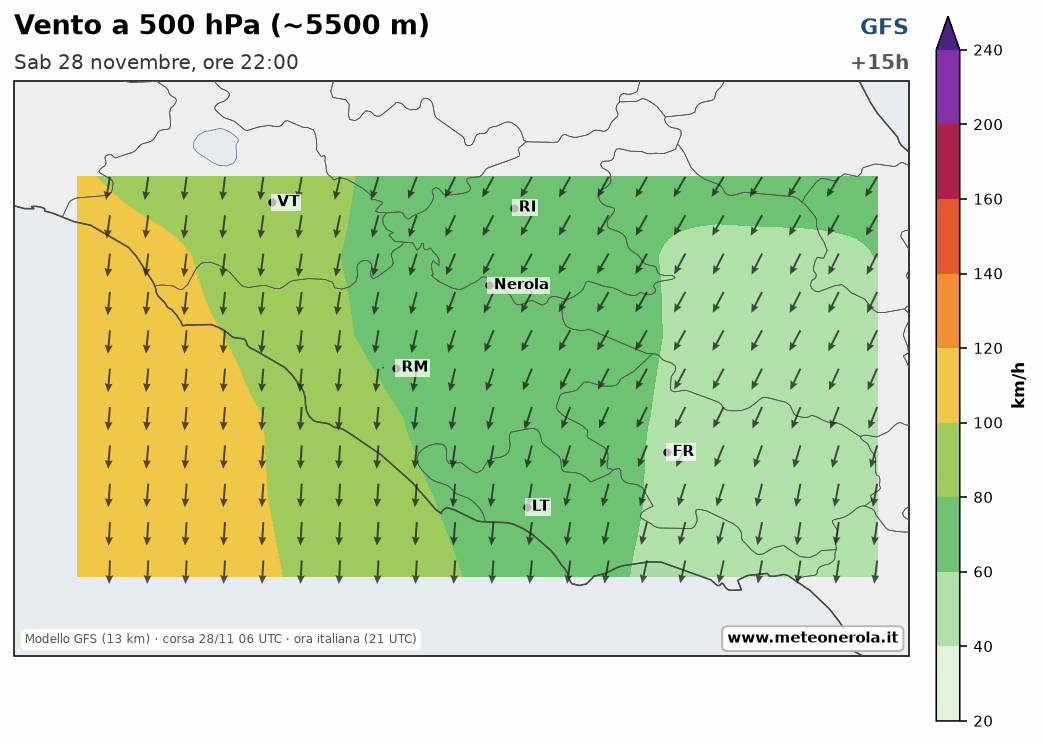 Vento a 500 hPa (~5500 m)
GFS
Sab 28 novembre, ore 22:00
+15h
VT
RI
Nerola
RM
FR
LT
240
200
160
140
120
100
80
60
40
20
km/h
Modello GFS (13 km) · corsa 28/11 06 UTC · ora italiana (21 UTC)
www.meteonerola.it